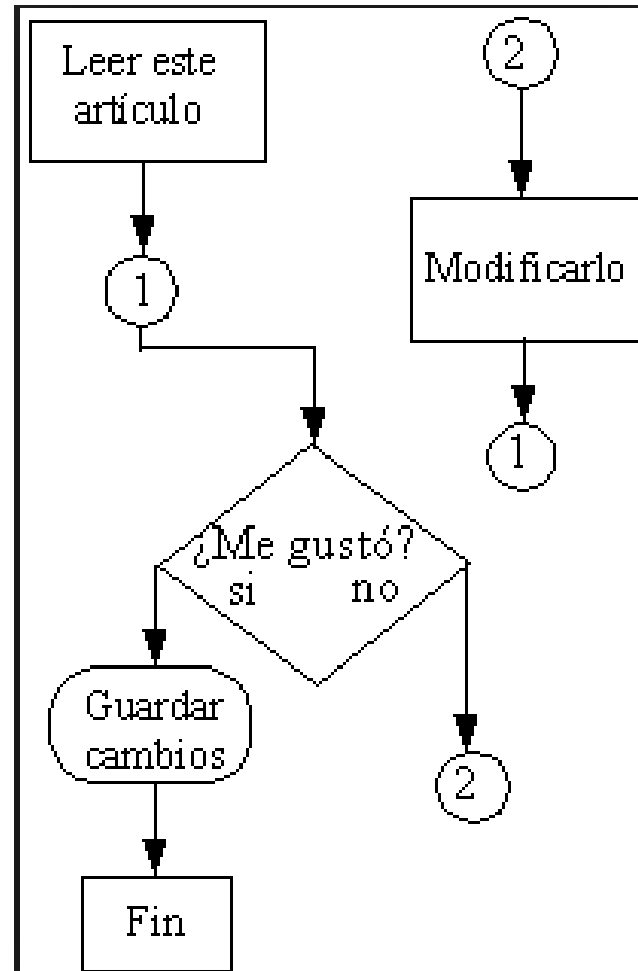 Leer este
artículo
1
¿Me gustó?
si no
Guardar
cambios
Fin
2
2
Modificarlo
1